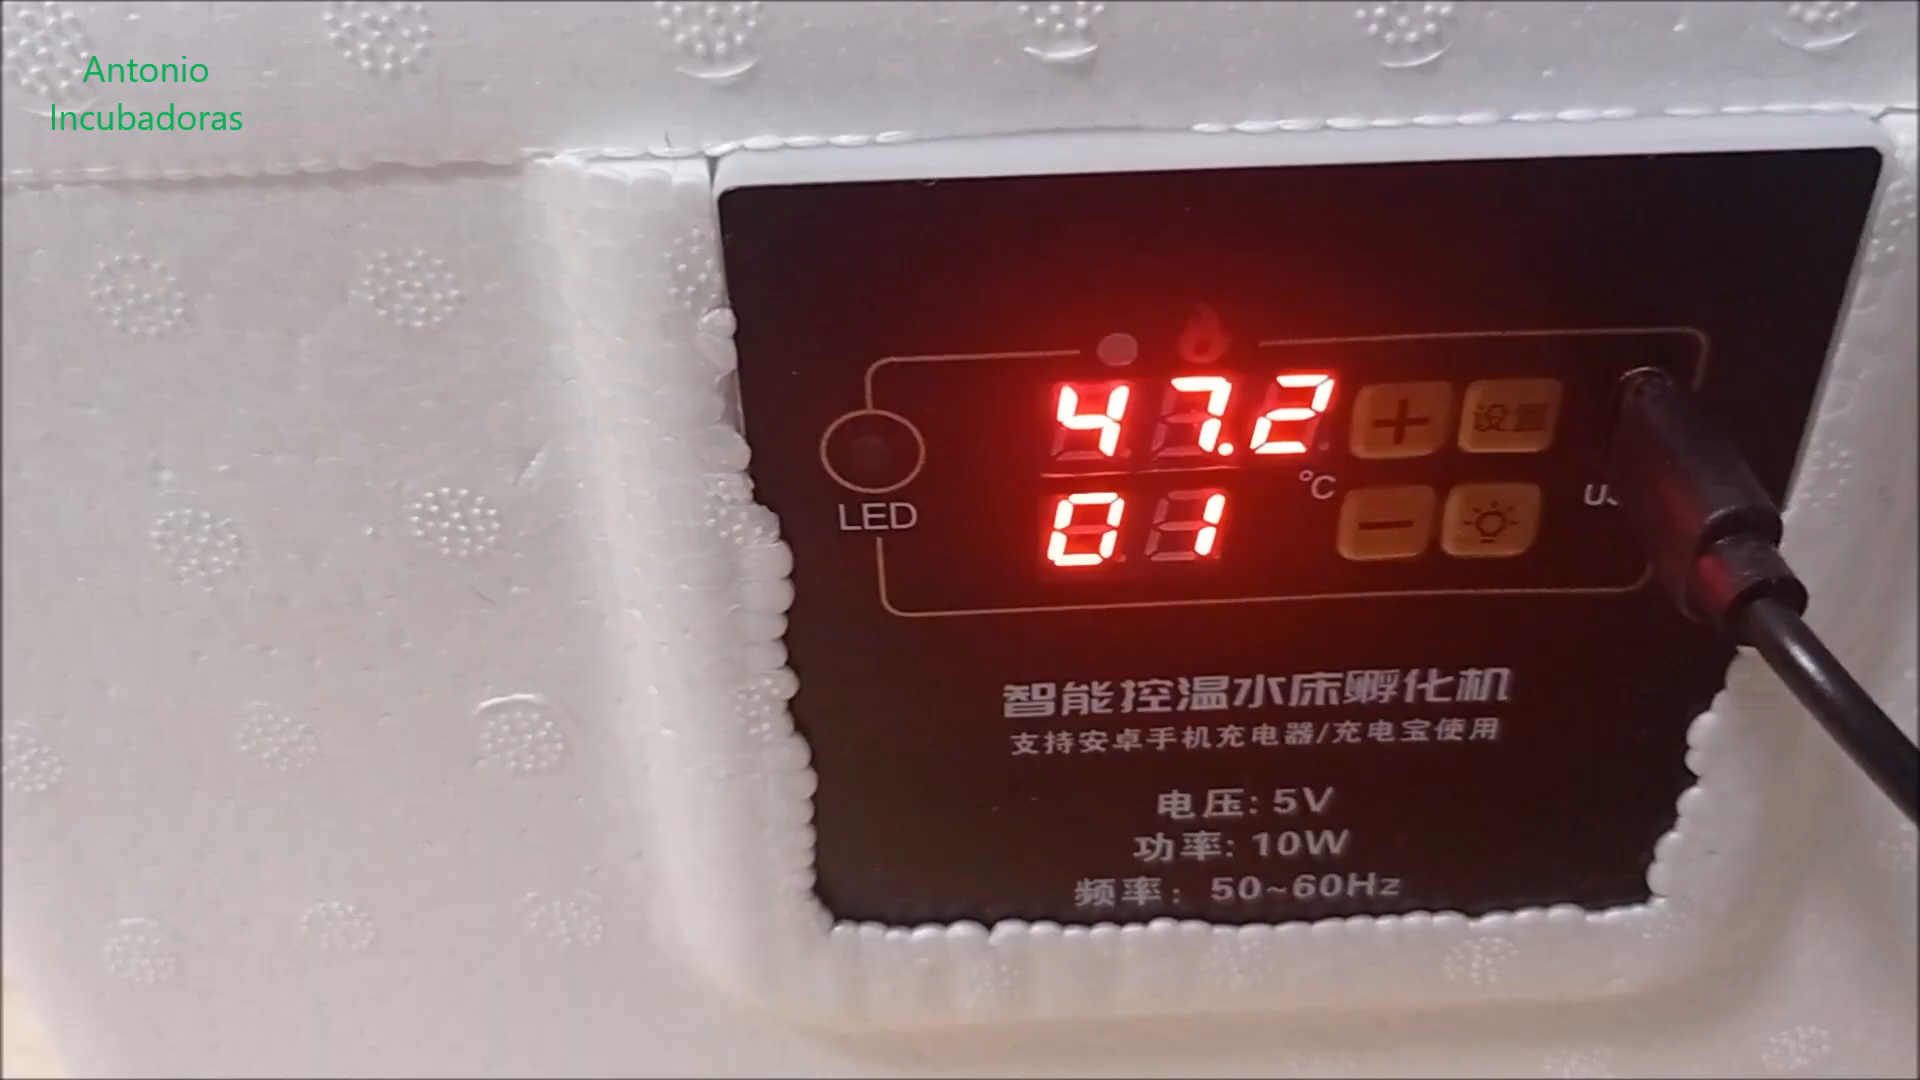 Antonio
Incubadoras
47.2
设置
℃
01
LED
智能控温水床孵化机
支持安卓手机充电器/充电宝使用
电压: 5V
功率: 10W
频率: 50~60Hz